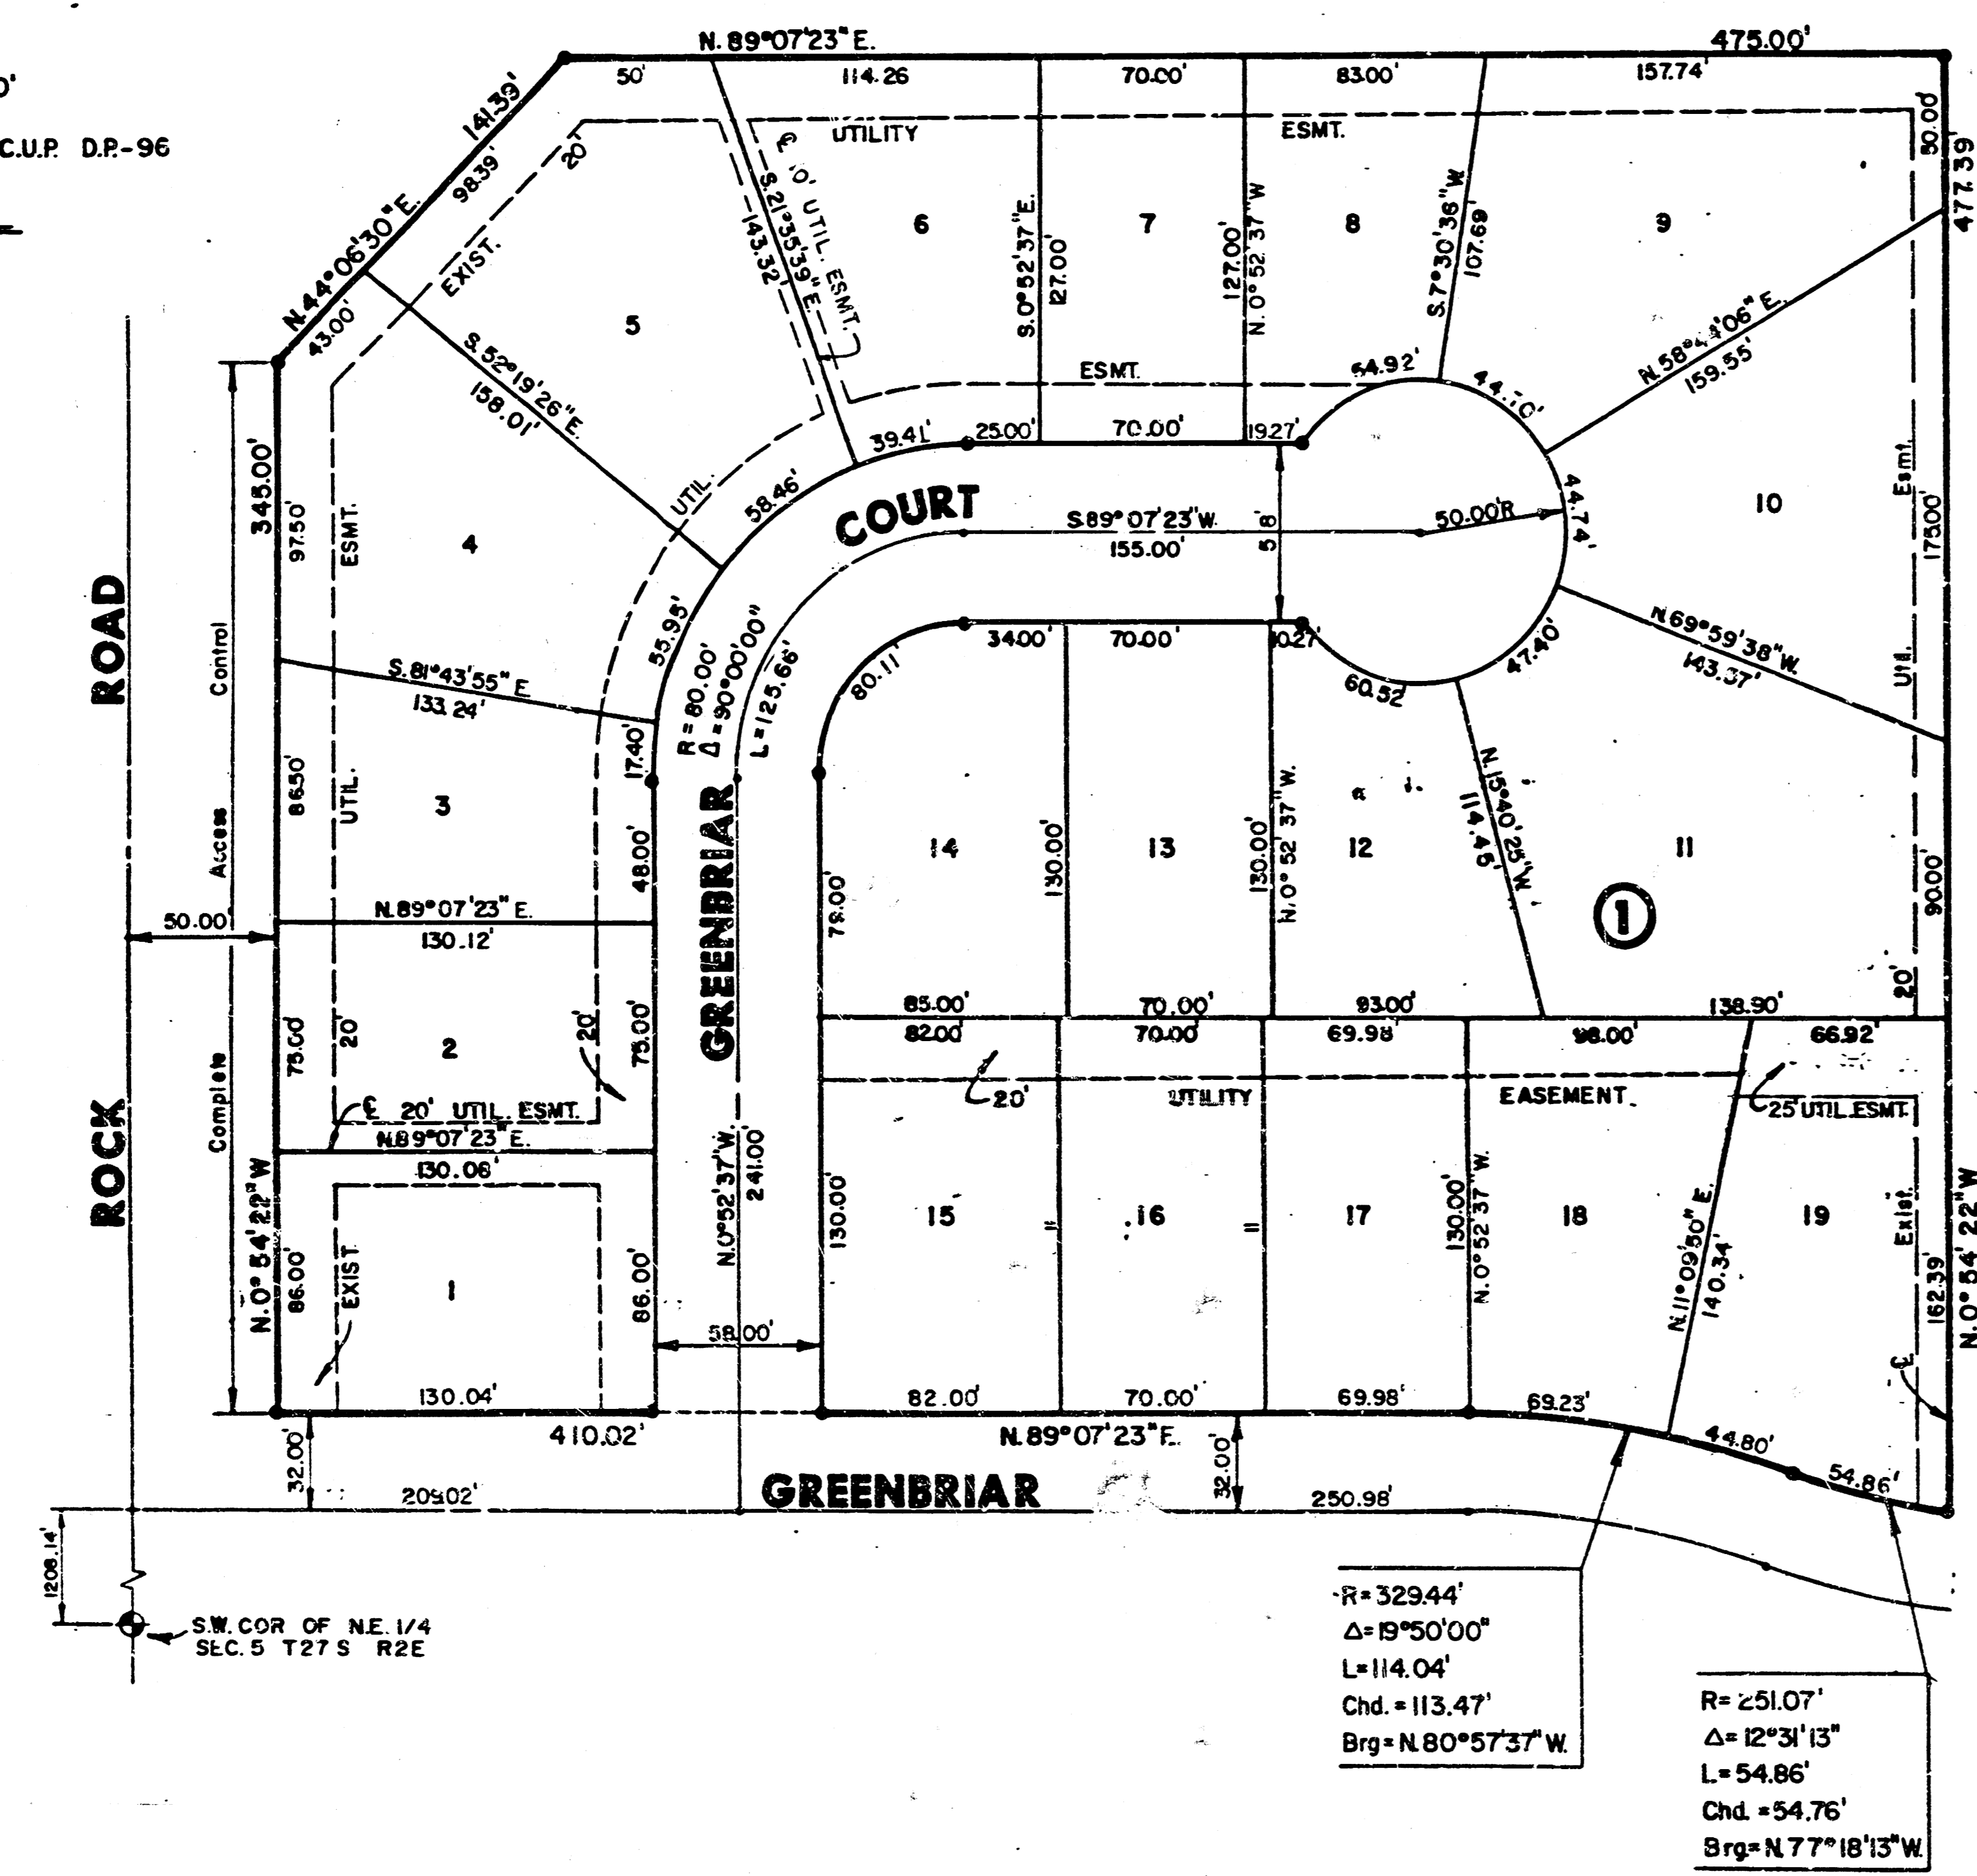 0'
C.U.P. D.P.-96
N. 89°07'23" E.
475.00'
50'
114.26
70.00'
83.00'
157.74'
141.39'
98.39'
N. 44°06'30" E.
43.00'
20'
EXIST.
UTILITY
ESMT.
50.00'
477.39'
℄ 10' UTIL. ESMT.
S. 21°35'39" E.
143.32'
5
6
7
8
9
S. 0°52'37" E.
127.00'
127.00'
N. 0°52'37" W
S. 7°30'36" W.
107.69'
N. 58°44'06" E.
159.55'
S. 52°19'26" E.
158.01'
ESMT.
39.41'
25.00'
70.00'
19.27'
54.92'
44.74'
58.46'
UTIL.
COURT
S 89°07'23" W.
155.00'
58'
50.00'R
10
Esmt.
175.00'
Util.
345.00'
97.50'
ESMT.
4
ROAD
Control
55.95'
R = 80.00'
Δ = 90°00'00"
L = 125.66'
80.11'
34.00'
70.00'
10.27'
60.52'
47.40'
N. 69°59'38" W.
143.37'
S. 81°43'55" E
133.24'
17.40'
86.50'
UTIL.
3
Access
48.00'
GREENBRIAR
78.00'
14
130.00'
13
130.00'
N. 0°52'37" W.
12
N. 15°40'25" W.
114.45'
11
1
90.00'
20'
50.00'
N. 89°07'23" E.
130.12'
75.00'
20'
2
20'
75.00'
85.00'
70.00'
93.00'
138.90'
82.00'
70.00'
69.98'
98.00'
66.92'
℄ 20' UTIL. ESMT.
20'
UTILITY
EASEMENT.
25' UTIL. ESMT.
N. 89°07'23" E.
130.08'
ROCK
Complete
N. 0°54'22" W
86.00'
EXIST.
1
86.00'
N. 0°52'37" W.
241.00'
130.00'
15
=
16
=
17
130.00'
N. 0°52'37" W.
18
N. 11°09'50" E.
140.34'
19
Exist.
162.39'
N. 0°54'22" W
℄
58.00'
130.04'
82.00'
70.00'
69.98'
69.23'
44.80'
54.86'
410.02'
N. 89°07'23" E.
32.00'
32.00'
209.02'
GREENBRIAR
250.98'
1208.14'
S.W. COR OF N.E. 1/4
SEC. 5 T27 S R2E
R = 329.44'
Δ = 19°50'00"
L = 114.04'
Chd. = 113.47'
Brg = N. 80°57'37" W.
R = 251.07'
Δ = 12°31'13"
L = 54.86'
Chd. = 54.76'
Brg = N. 77°18'13" W.